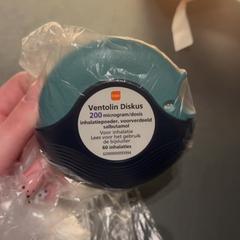 Ventolin Diskus
200 microgram/dosis
inhalatiepoeder, voorverdeeld
salbutamol
Voor inhalatie
Lees voor het gebruik
de bijsluiter
60 inhalaties